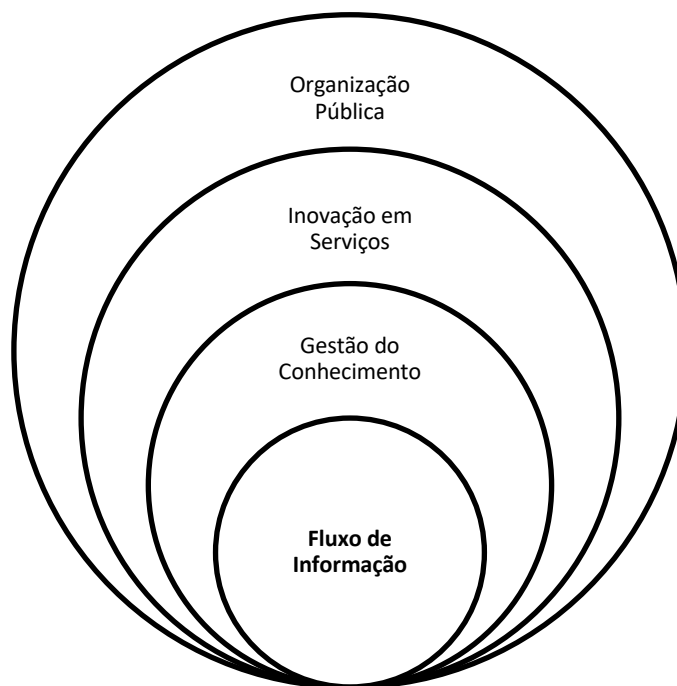 Organização
Pública
Inovação em
Serviços
Gestão do
Conhecimento
Fluxo de
Informação